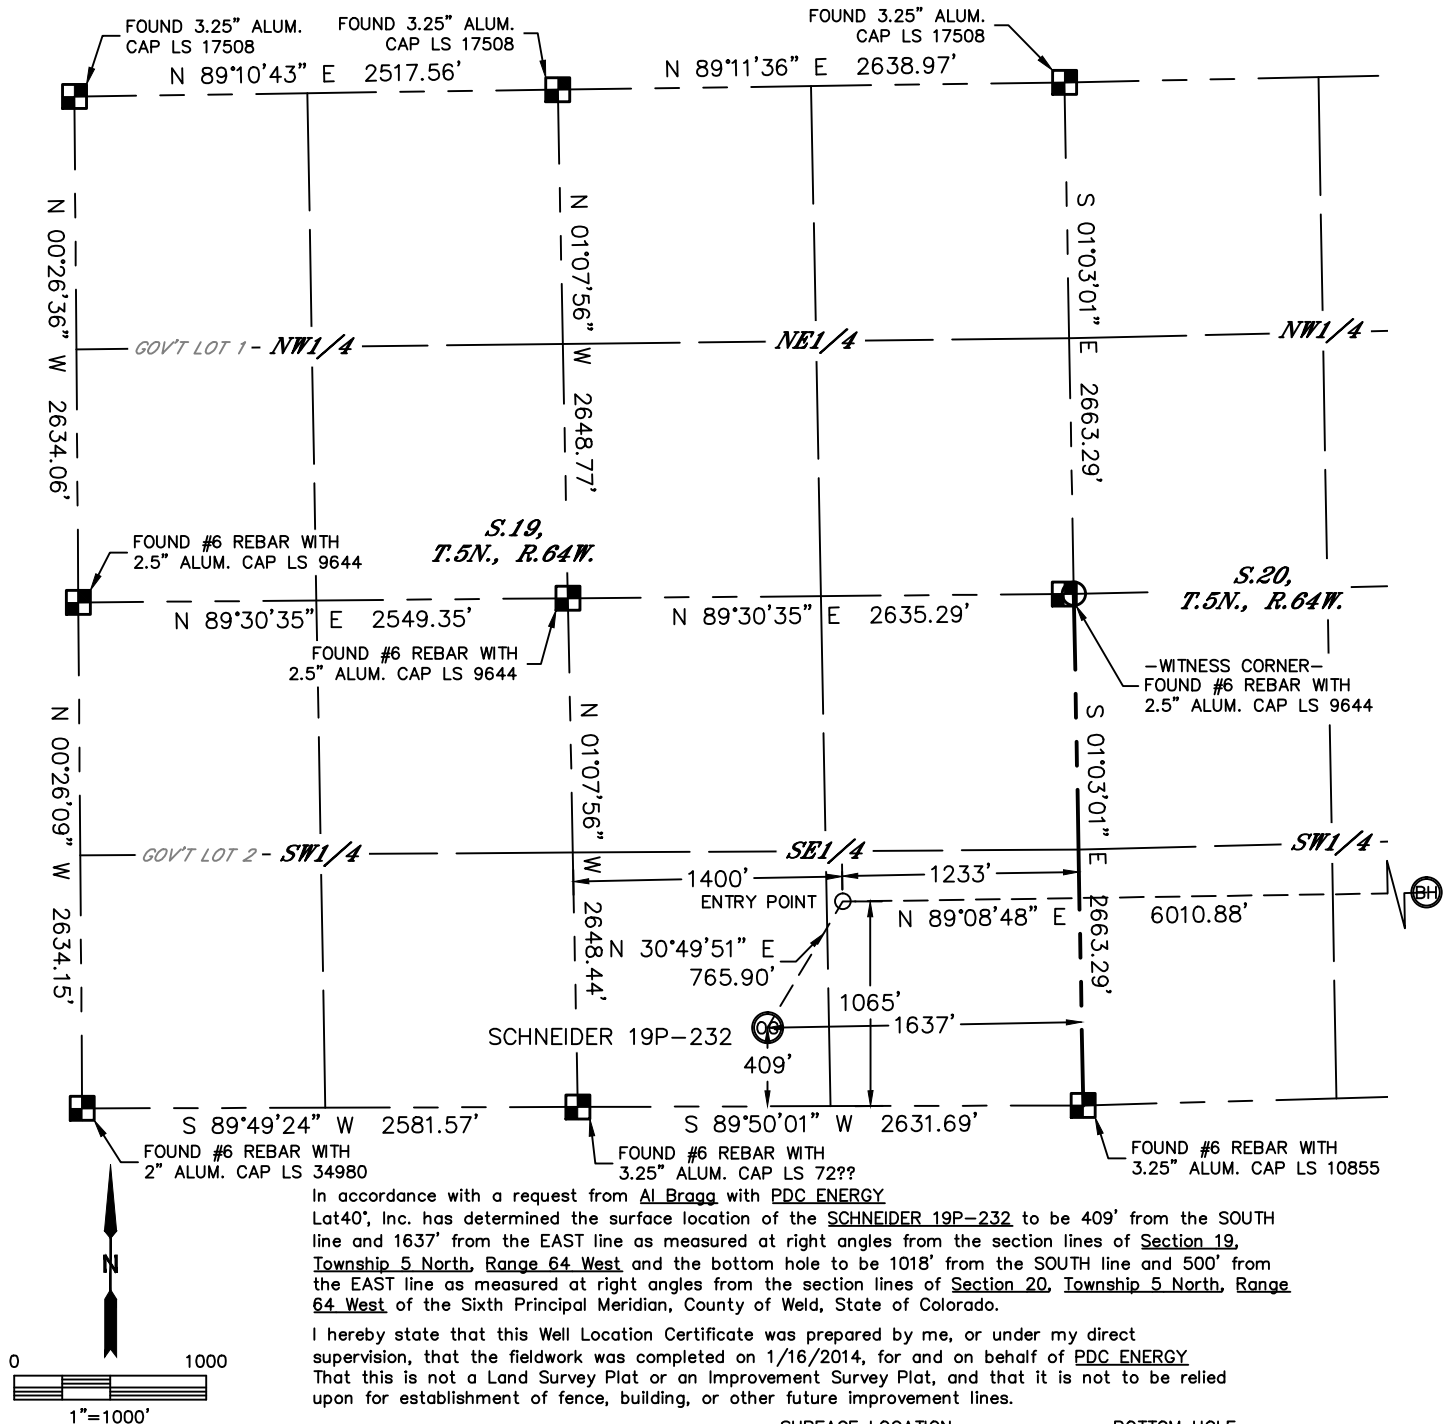 FOUND 3.25" ALUM.
CAP LS 17508
FOUND 3.25" ALUM.
CAP LS 17508
FOUND 3.25" ALUM.
CAP LS 17508
N 89°10'43" E 2517.56'
N 89°11'36" E 2638.97'
N 00°26'36" W 2634.06'
N 01°07'56" W 2648.77'
S 01°03'01" E 2663.29'
GOV'T LOT 1 - NW1/4
NE1/4
NW1/4
S.19,
T.5N., R.64W.
FOUND #6 REBAR WITH
2.5" ALUM. CAP LS 9644
S.20,
T.5N., R.64W.
N 89°30'35" E 2549.35'
N 89°30'35" E 2635.29'
FOUND #6 REBAR WITH
2.5" ALUM. CAP LS 9644
-WITNESS CORNER-
FOUND #6 REBAR WITH
2.5" ALUM. CAP LS 9644
N 00°26'09" W 2634.15'
N 01°07'56" W 2648.44'
S 01°03'01" E 2663.29'
GOV'T LOT 2 - SW1/4
SE1/4
SW1/4
1400'
1233'
ENTRY POINT
BH
N 89°08'48" E 6010.88'
N 30°49'51" E
765.90'
1065'
1637'
SCHNEIDER 19P-232
OG
409'
S 89°49'24" W 2581.57'
S 89°50'01" W 2631.69'
FOUND #6 REBAR WITH
2" ALUM. CAP LS 34980
FOUND #6 REBAR WITH
3.25" ALUM. CAP LS 72??
FOUND #6 REBAR WITH
3.25" ALUM. CAP LS 10855
In accordance with a request from Al Bragg with PDC ENERGY
Lat40°, Inc. has determined the surface location of the SCHNEIDER 19P-232 to be 409' from the SOUTH
line and 1637' from the EAST line as measured at right angles from the section lines of Section 19,
Township 5 North, Range 64 West and the bottom hole to be 1018' from the SOUTH line and 500' from
the EAST line as measured at right angles from the section lines of Section 20, Township 5 North, Range
64 West of the Sixth Principal Meridian, County of Weld, State of Colorado.
I hereby state that this Well Location Certificate was prepared by me, or under my direct
supervision, that the fieldwork was completed on 1/16/2014, for and on behalf of PDC ENERGY
That this is not a Land Survey Plat or an Improvement Survey Plat, and that it is not to be relied
upon for establishment of fence, building, or other future improvement lines.
N
0 1000
1"=1000'
SURFACE LOCATION BOTTOM HOLE